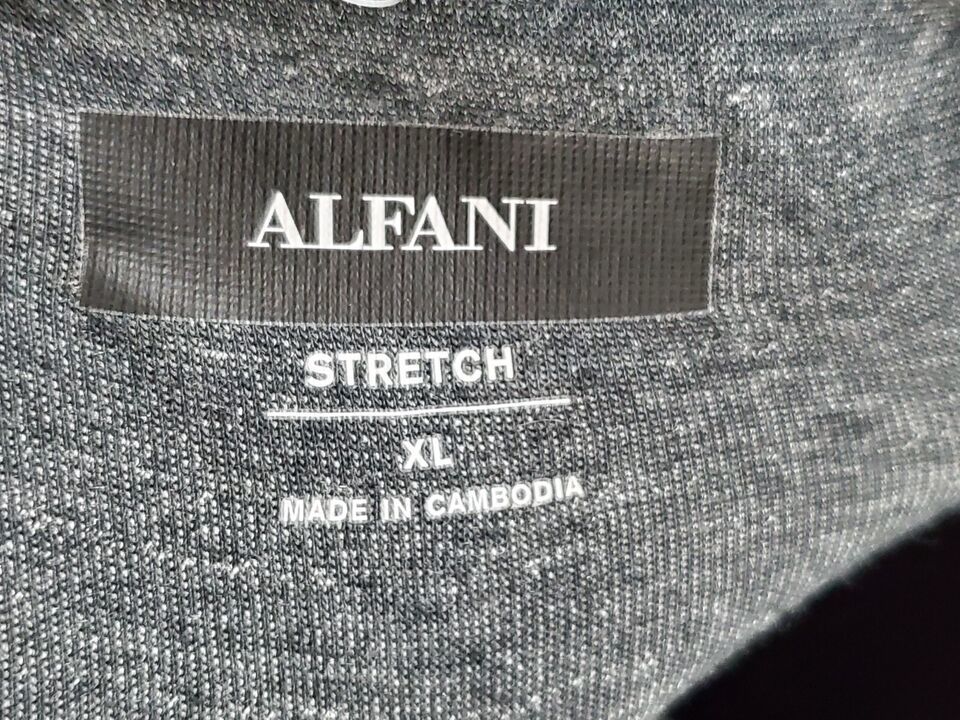 ALFANI
STRETCH
XL
MADE IN CAMBODIA